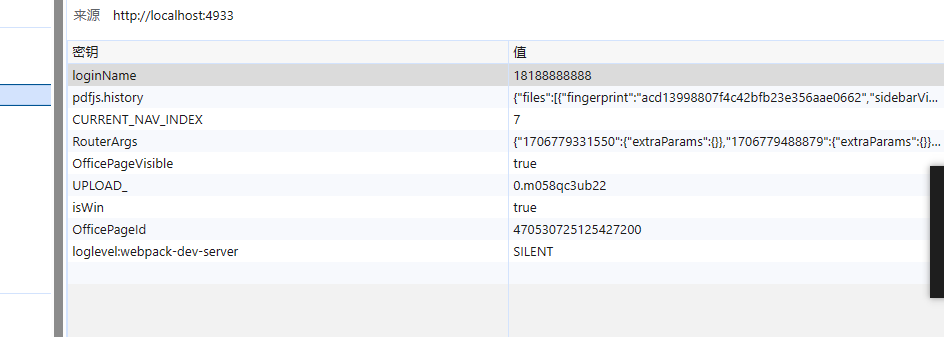 来源 http://localhost:4933
密钥 值
loginName 18188888888
pdfjs.history {"files":[{"fingerprint":"acd13998807f4c42bfb23e356aae0662","sidebarVi...
CURRENT_NAV_INDEX 7
RouterArgs {"1706779331550":{"extraParams":{}},"1706779488879":{"extraParams":{}}...
OfficePageVisible true
UPLOAD_ 0.m058qc3ub22
isWin true
OfficePageId 470530725125427200
loglevel:webpack-dev-server SILENT